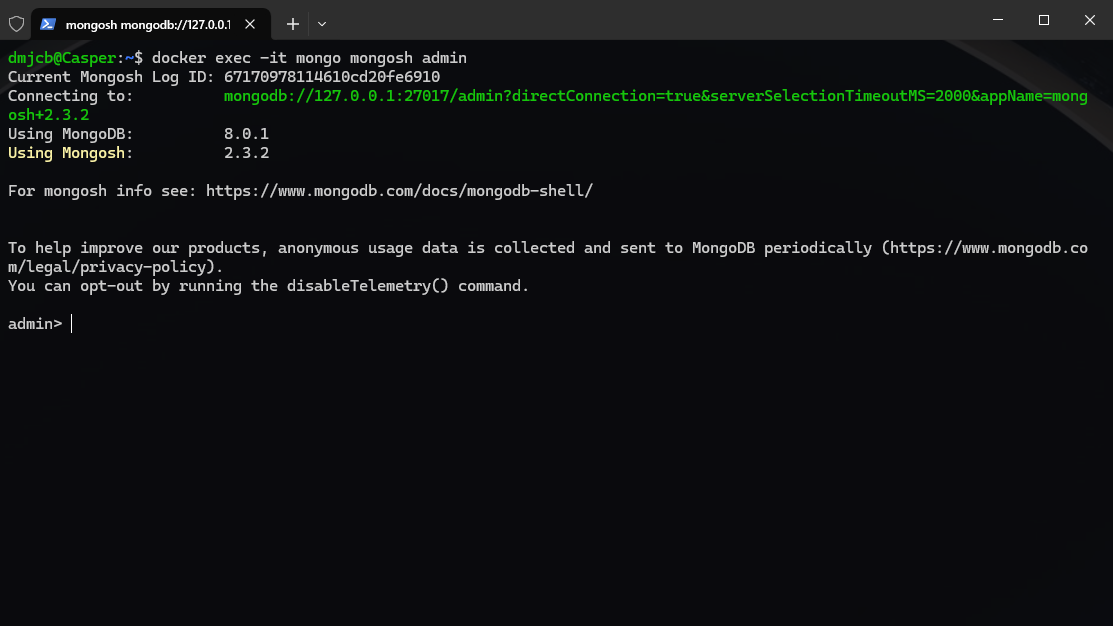 mongosh mongodb://127.0.0.1
dmjcb@Casper:~$ docker exec -it mongo mongosh admin
Current Mongosh Log ID: 67170978114610cd20fe6910
Connecting to:          mongodb://127.0.0.1:27017/admin?directConnection=true&serverSelectionTimeoutMS=2000&appName=mong
osh+2.3.2
Using MongoDB:          8.0.1
Using Mongosh:          2.3.2
For mongosh info see: https://www.mongodb.com/docs/mongodb-shell/
To help improve our products, anonymous usage data is collected and sent to MongoDB periodically (https://www.mongodb.co
m/legal/privacy-policy).
You can opt-out by running the disableTelemetry() command.
admin>